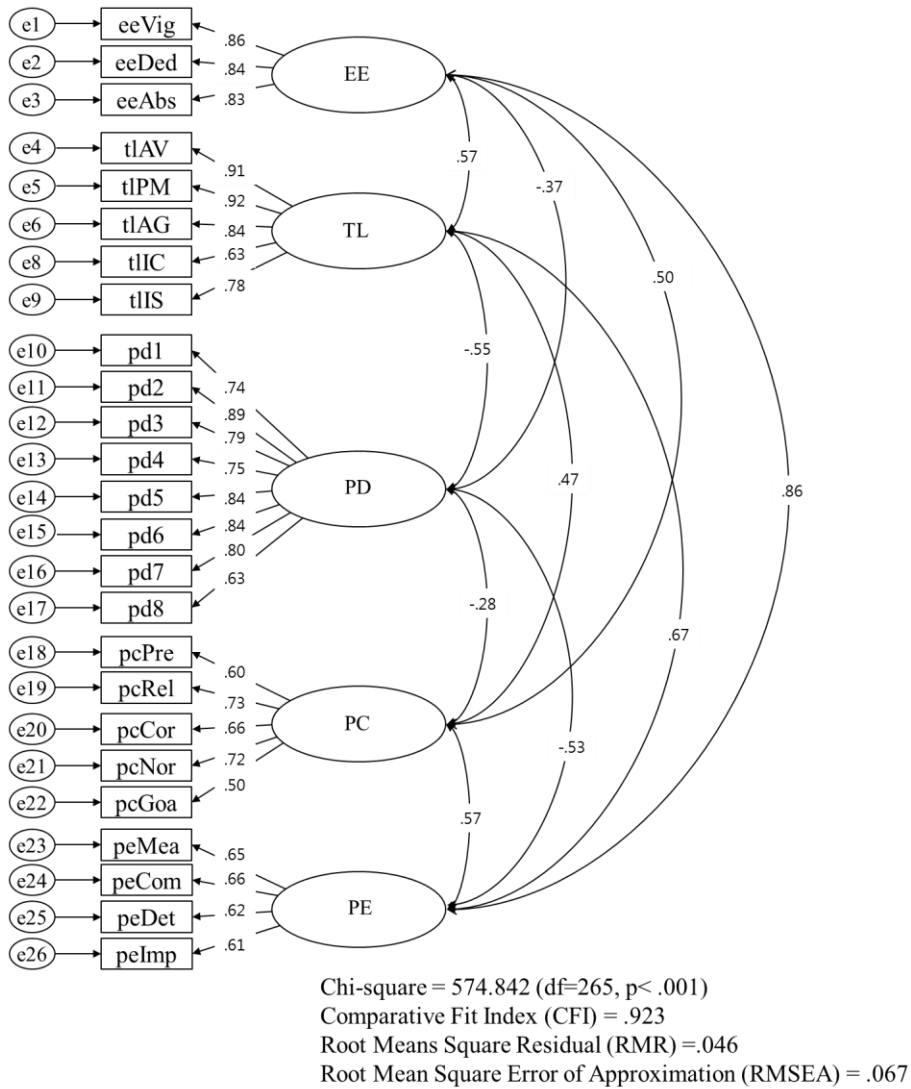 e1 eeVig .86
e2 eeDed .84 EE
e3 eeAbs .83
e4 tlAV .91
.57
-.37
e5 tlPM .92
e6 tlAG .84 TL
e8 tlIC .63
e9 tlIS .78
.50
e10 pd1 .74
-.55
e11 pd2 .89
e12 pd3 .79
e13 pd4 .75
e14 pd5 .84 PD
.47
.86
e15 pd6 .84
e16 pd7 .80
e17 pd8 .63
-.28
.67
e18 pcPre .60
e19 pcRel .73
e20 pcCor .66 PC
-.53
e21 pcNor .72
e22 pcGoa .50
.57
e23 peMea .65
e24 peCom .66
e25 peDet .62 PE
e26 peImp .61
Chi-square = 574.842 (df=265, p< .001)
Comparative Fit Index (CFI) = .923
Root Means Square Residual (RMR) =.046
Root Mean Square Error of Approximation (RMSEA) = .067